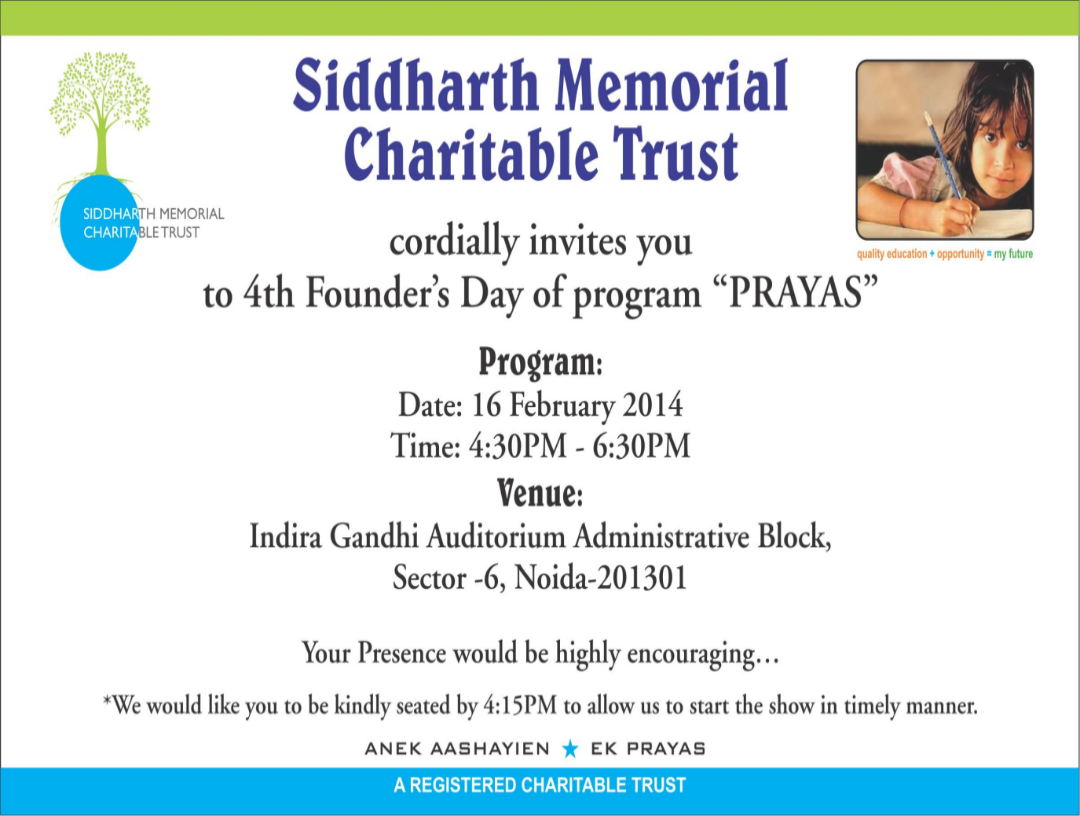 Siddharth Memorial
Charitable Trust
SIDDHARTH MEMORIAL
CHARITABLE TRUST
quality education + opportunity = my future
cordially invites you
to 4th Founder's Day of program “PRAYAS”
Program:
Date: 16 February 2014
Time: 4:30PM - 6:30PM
Venue:
Indira Gandhi Auditorium Administrative Block,
Sector -6, Noida-201301
Your Presence would be highly encouraging…
*We would like you to be kindly seated by 4:15PM to allow us to start the show in timely manner.
ANEK AASHAYIEN ★ EK PRAYAS
A REGISTERED CHARITABLE TRUST